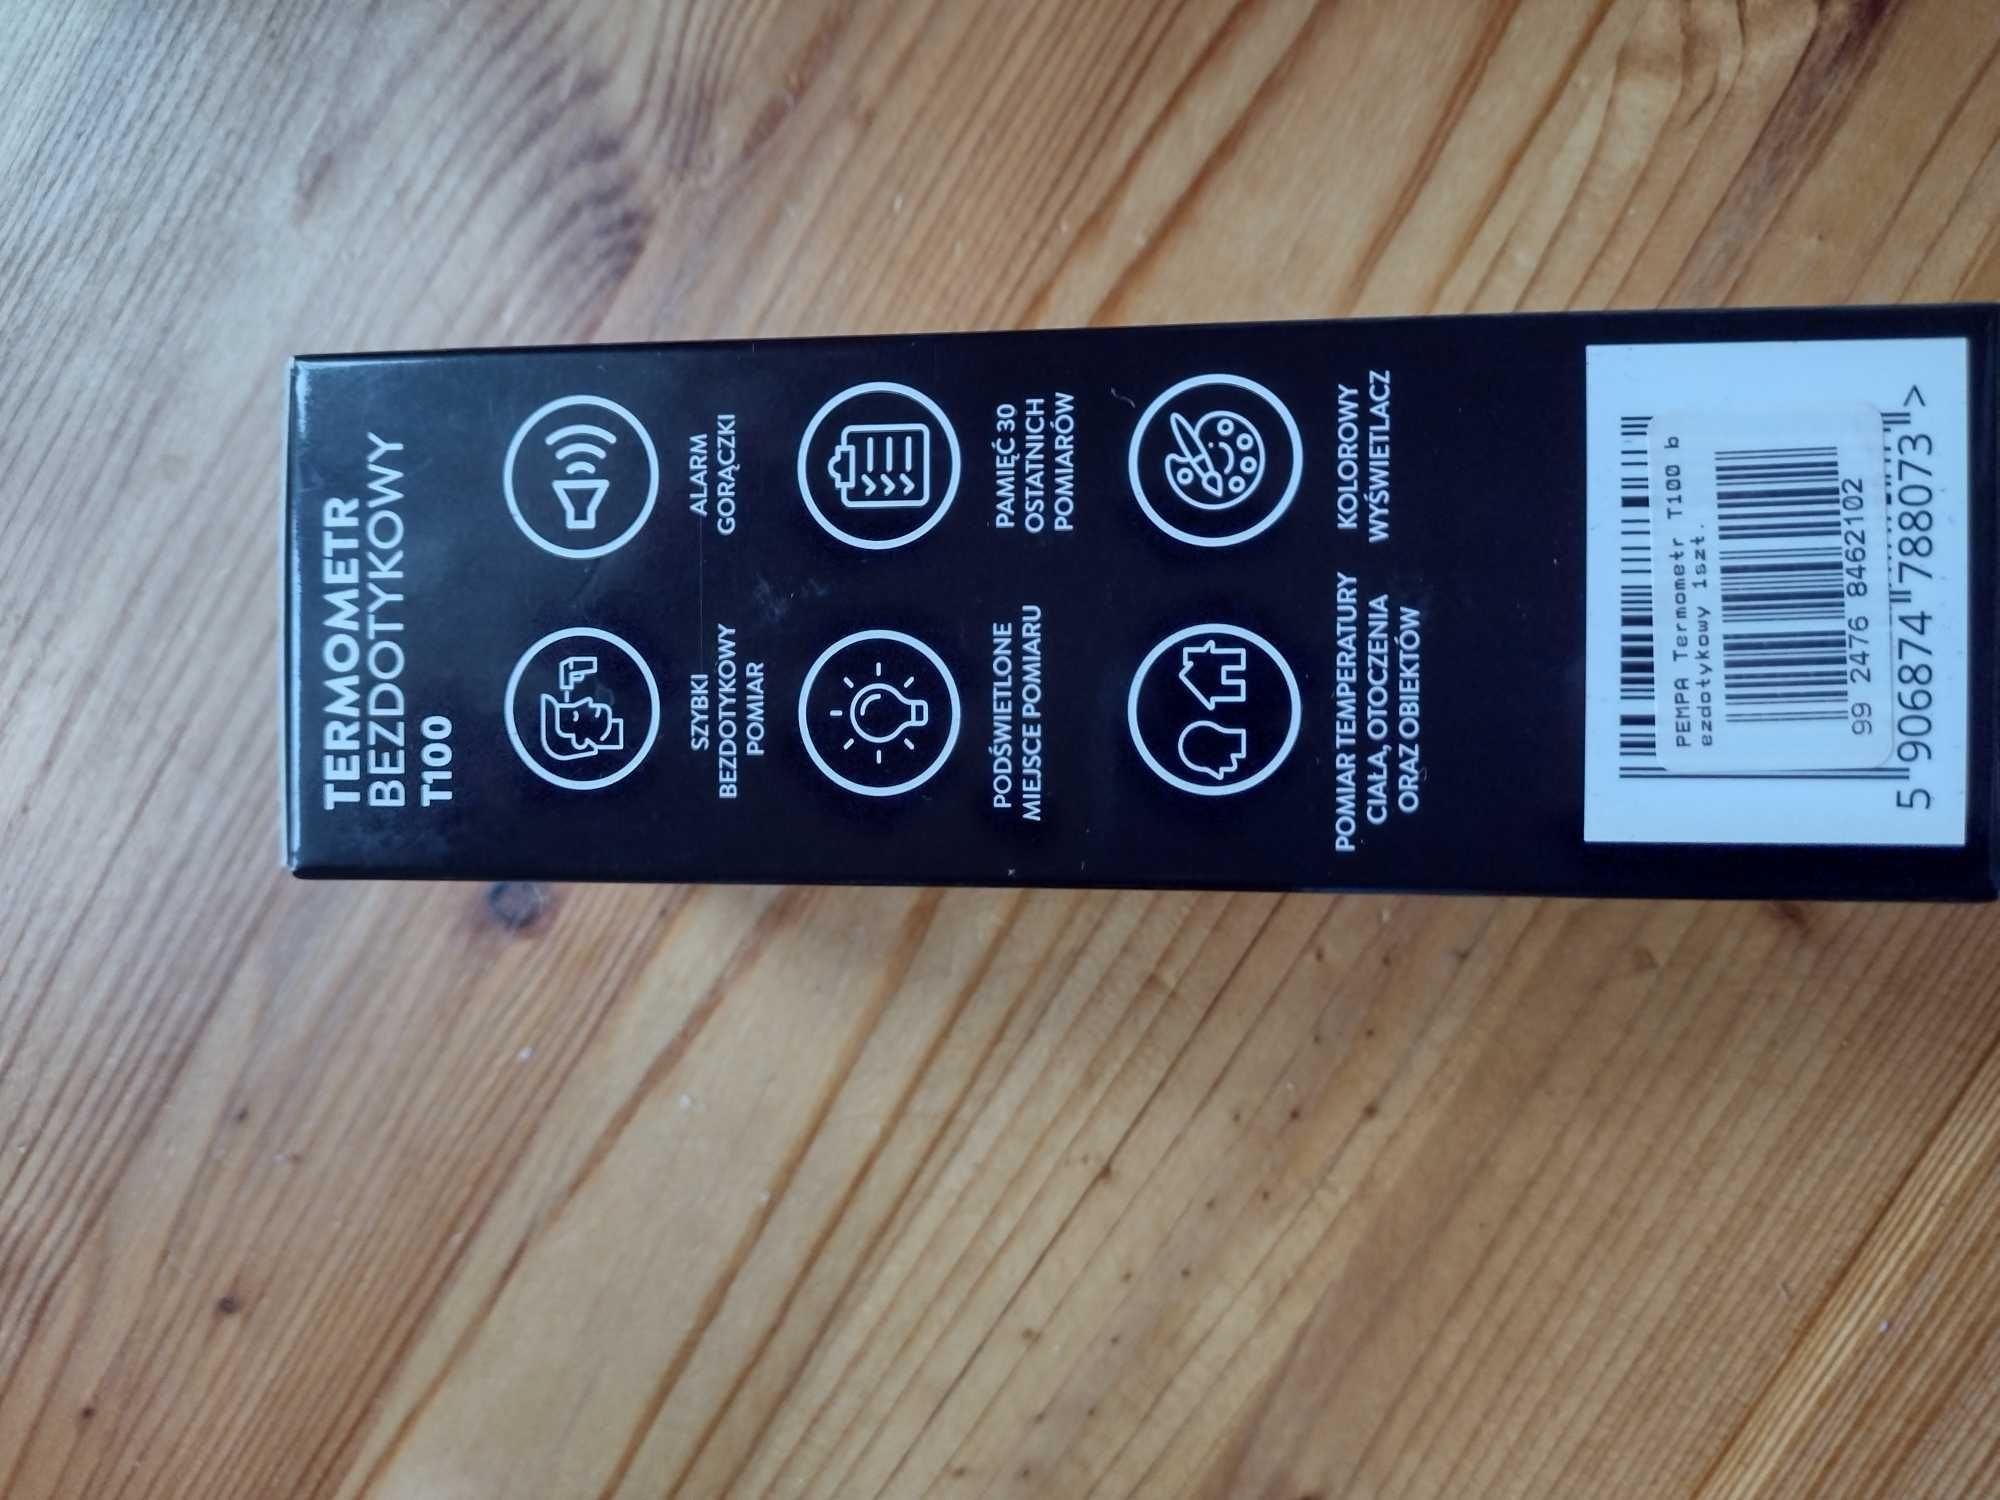 TERMOMETR
BEZDOTYKOWY
T100
SZYBKI
BEZDOTYKOWY
POMIAR
ALARM
GORĄCZKI
PODŚWIETLONE
MIEJSCE POMIARU
PAMIĘĆ 30
OSTATNICH
POMIARÓW
POMIAR TEMPERATURY
CIAŁA, OTOCZENIA
ORAZ OBIEKTÓW
KOLOROWY
WYŚWIETLACZ
PEMPA Termometr T100 b
ezdotykowy 1szt.
99 24476 8462102
5 906874 788073 >